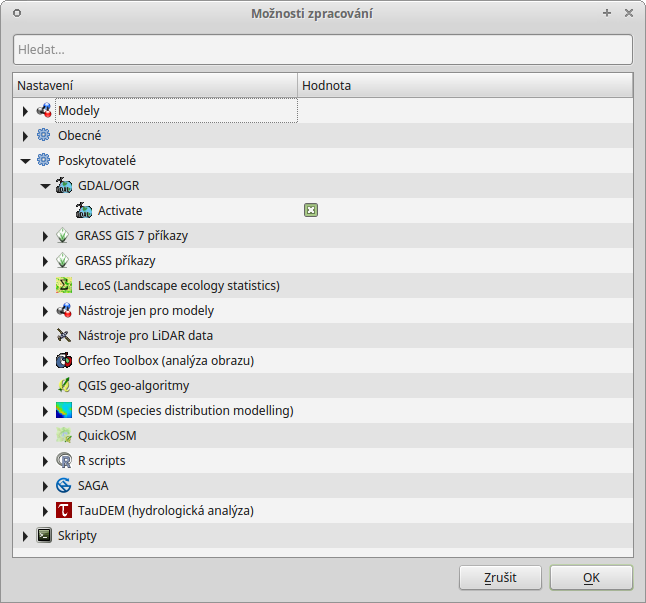 Možnosti zpracování
Hledat...
Nastavení Hodnota
Modely
Obecné
Poskytovatelé
GDAL/OGR
Activate
GRASS GIS 7 příkazy
GRASS příkazy
LecoS (Landscape ecology statistics)
Nástroje jen pro modely
Nástroje pro LiDAR data
Orfeo Toolbox (analýza obrazu)
QGIS geo-algoritmy
QSDM (species distribution modelling)
QuickOSM
R scripts
SAGA
TauDEM (hydrologická analýza)
Skripty
Zrušit OK